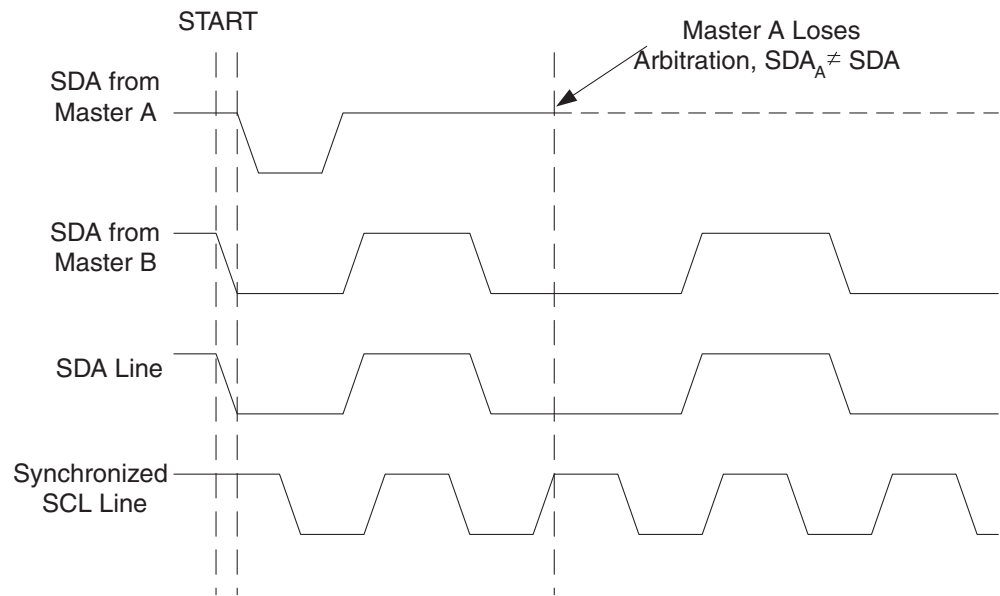 START
Master A Loses
Arbitration, SDA_A ≠ SDA
SDA from
Master A
SDA from
Master B
SDA Line
Synchronized
SCL Line